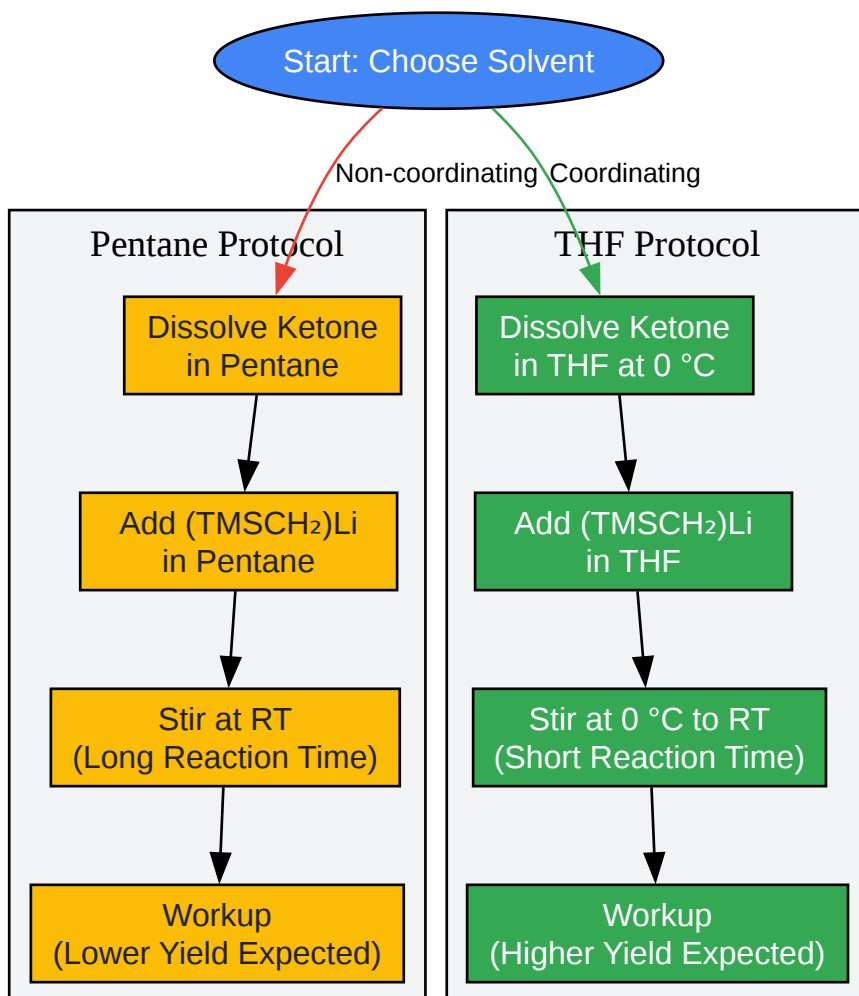 Start: Choose Solvent
Non-coordinating
Coordinating
Pentane Protocol
Dissolve Ketone
in Pentane
Add (TMSCH₂)Li
in Pentane
Stir at RT
(Long Reaction Time)
Workup
(Lower Yield Expected)
THF Protocol
Dissolve Ketone
in THF at 0 °C
Add (TMSCH₂)Li
in THF
Stir at 0 °C to RT
(Short Reaction Time)
Workup
(Higher Yield Expected)